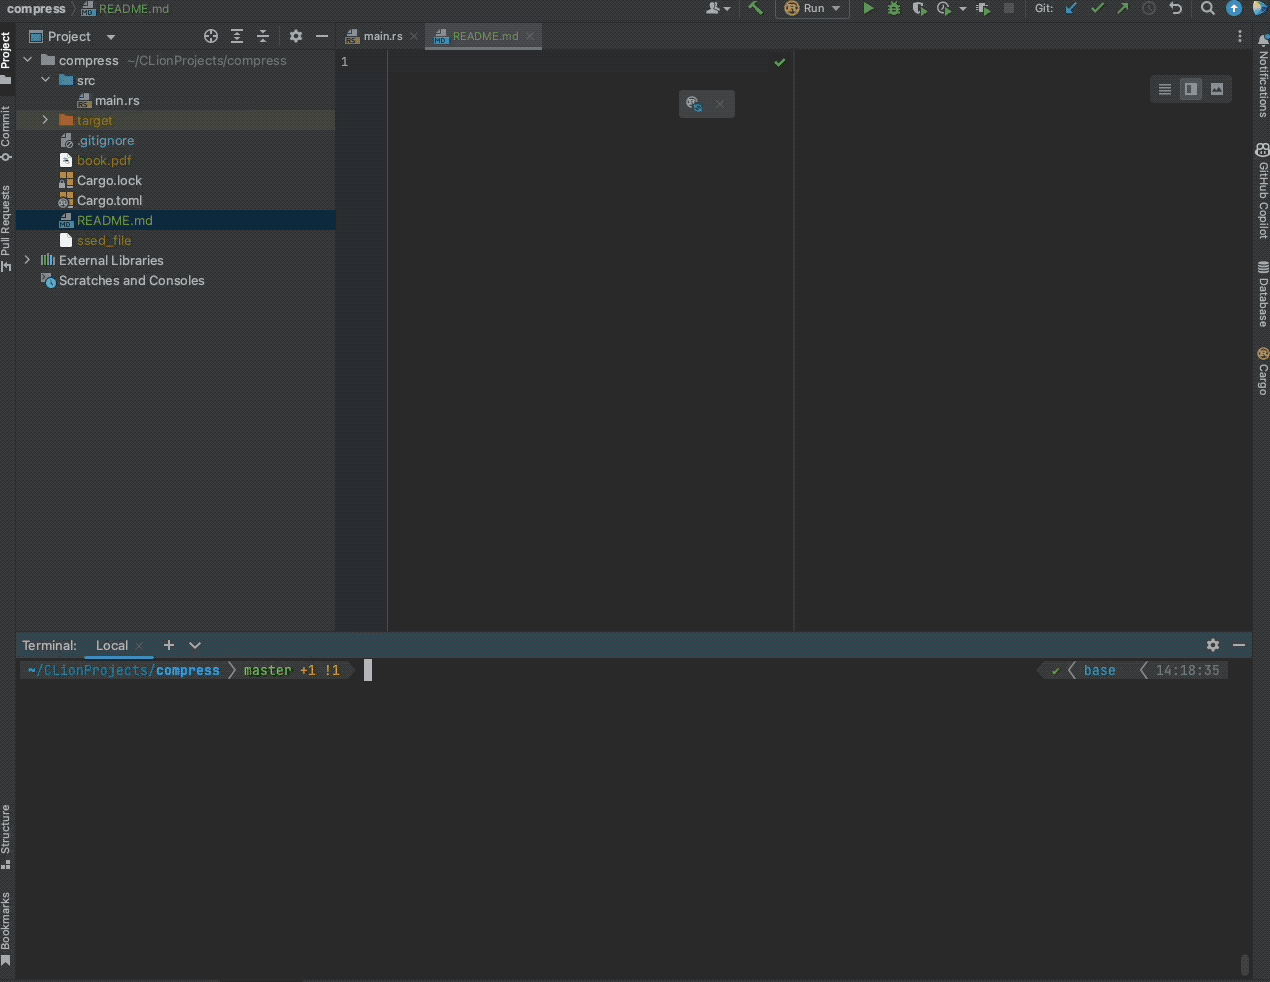 compress README.md
Run
Git:
Project
main.rs
README.md
compress ~/CLionProjects/compress
src
main.rs
target
.gitignore
book.pdf
Cargo.lock
Cargo.toml
README.md
ssed_file
External Libraries
Scratches and Consoles
1
Project
Commit
Pull Requests
Structure
Bookmarks
Notifications
GitHub Copilot
Database
Cargo
Terminal: Local
~/CLionProjects/compress master +1 !1
base 14:18:35